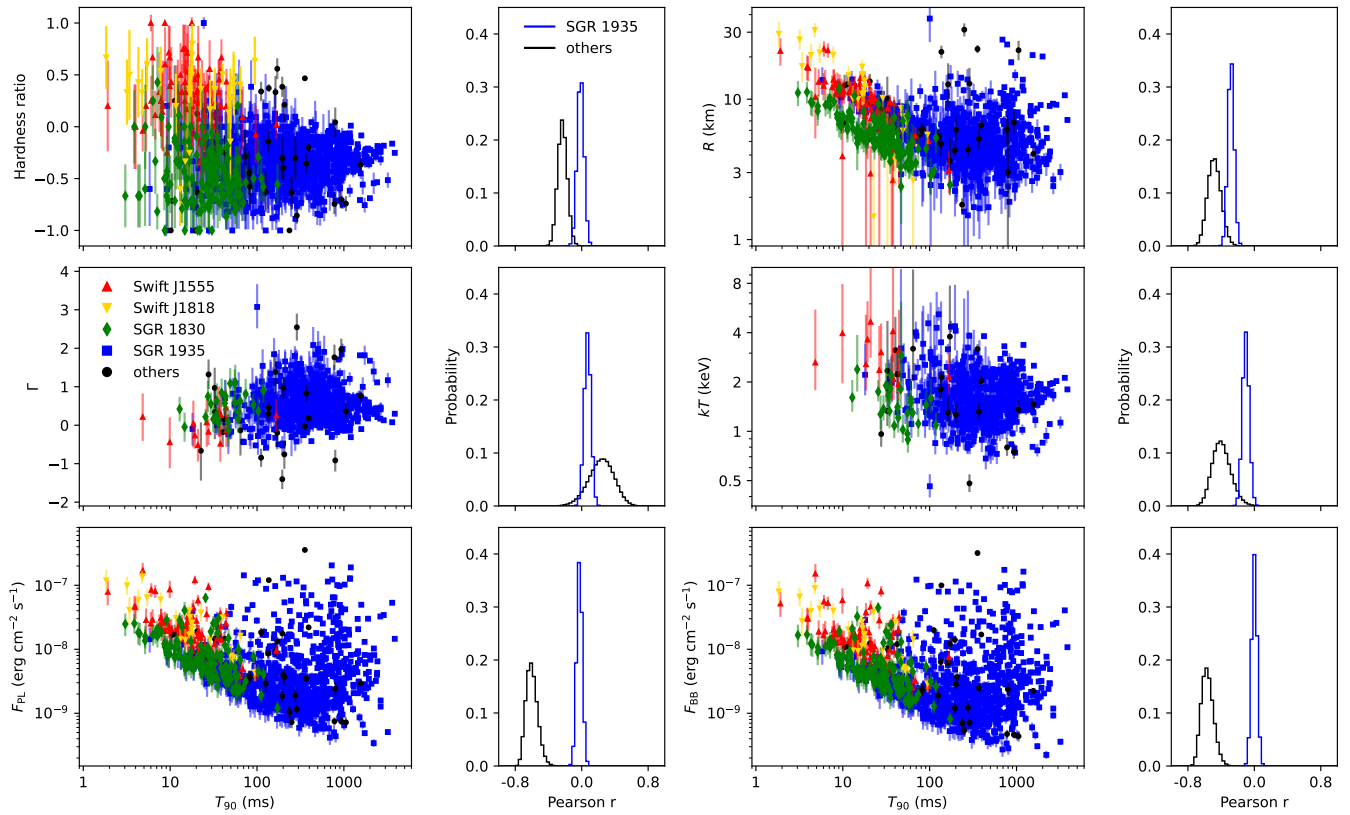 1.0
0.5
0.0
−0.5
−1.0
Hardness ratio
0.4
0.3
0.2
0.1
0.0
SGR 1935
others
30
10
3
1
R (km)
0.4
0.3
0.2
0.1
0.0
4
3
2
1
0
−1
−2
Γ
Swift J1555
Swift J1818
SGR 1830
SGR 1935
others
0.4
0.3
0.2
0.1
0.0
Probability
8
4
2
1
0.5
kT (keV)
0.4
0.3
0.2
0.1
0.0
Probability
10⁻⁷
10⁻⁸
10⁻⁹
F_PL (erg cm⁻² s⁻¹)
1 10 100 1000
T₉₀ (ms)
0.4
0.3
0.2
0.1
0.0
-0.8 0.0 0.8
Pearson r
10⁻⁷
10⁻⁸
10⁻⁹
F_BB (erg cm⁻² s⁻¹)
1 10 100 1000
T₉₀ (ms)
0.4
0.3
0.2
0.1
0.0
-0.8 0.0 0.8
Pearson r